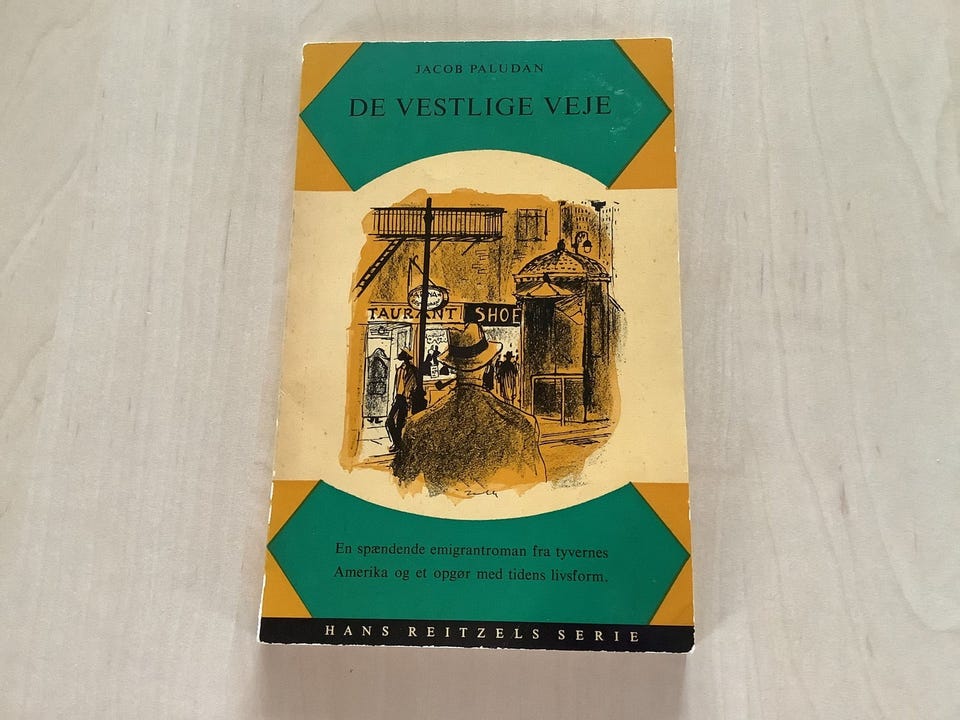 JACOB PALUDAN
DE VESTLIGE VEJE
TAURANT SHOE
En spændende emigrantroman fra tyvernes
Amerika og et opgør med tidens livsform.
HANS REITZELS SERIE